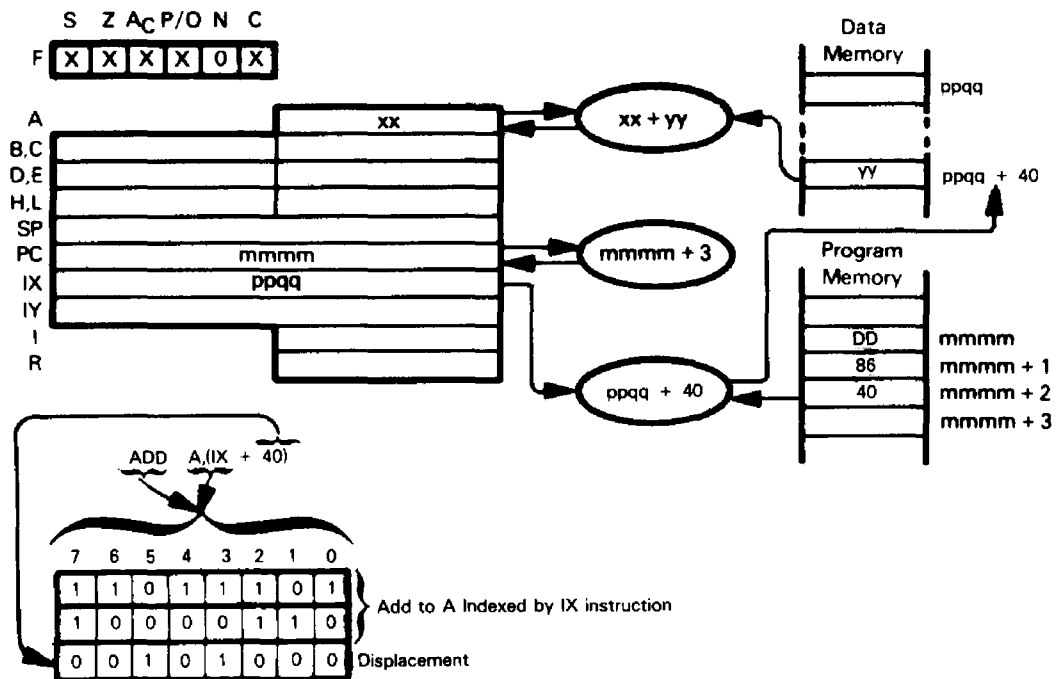 S Z AC P/O N C
F X X X X 0 X
Data
Memory
ppqq
A xx
xx + yy
B,C
D,E
yy ppqq + 40
H,L
SP
PC mmmm
mmmm + 3
Program
Memory
IX ppqq
IY
I
R
DD mmmm
86 mmmm + 1
40 mmmm + 2
mmmm + 3
ppqq + 40
ADD A,(IX + 40)
7 6 5 4 3 2 1 0
1 1 0 1 1 1 0 1
1 0 0 0 0 1 1 0
Add to A Indexed by IX instruction
0 0 1 0 1 0 0 0 Displacement